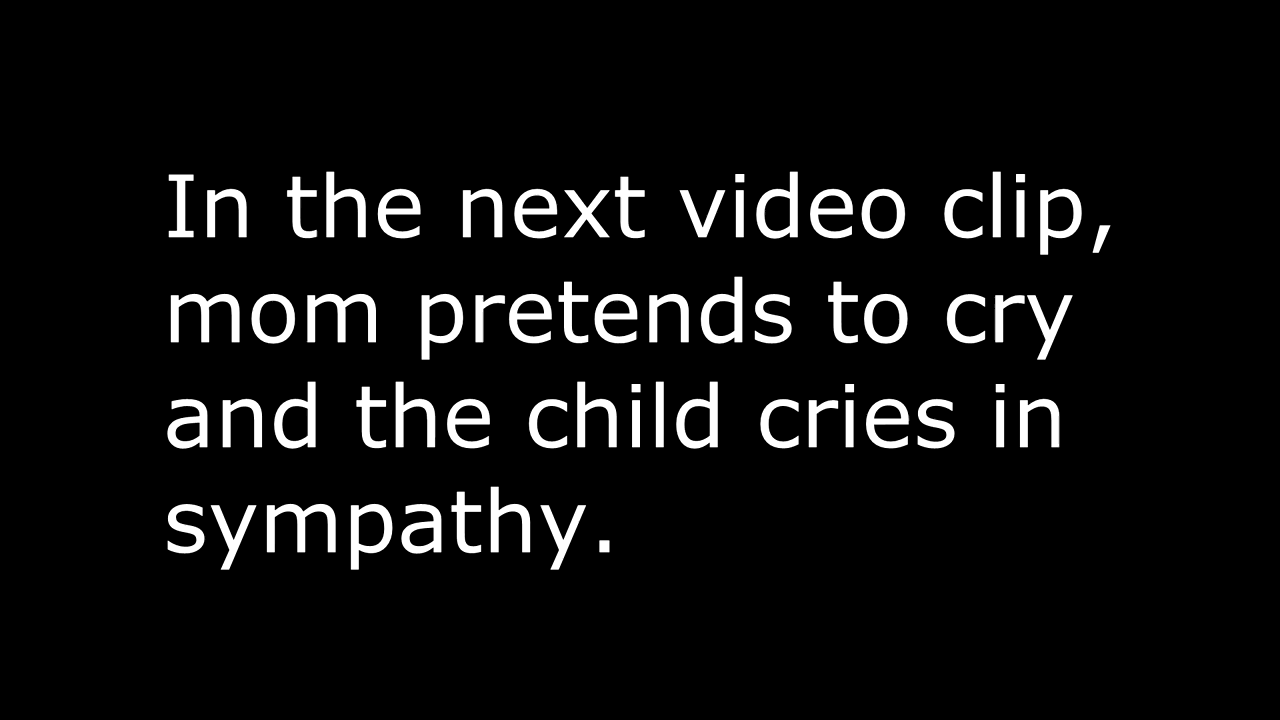 In the next video clip,
mom pretends to cry
and the child cries in
sympathy.